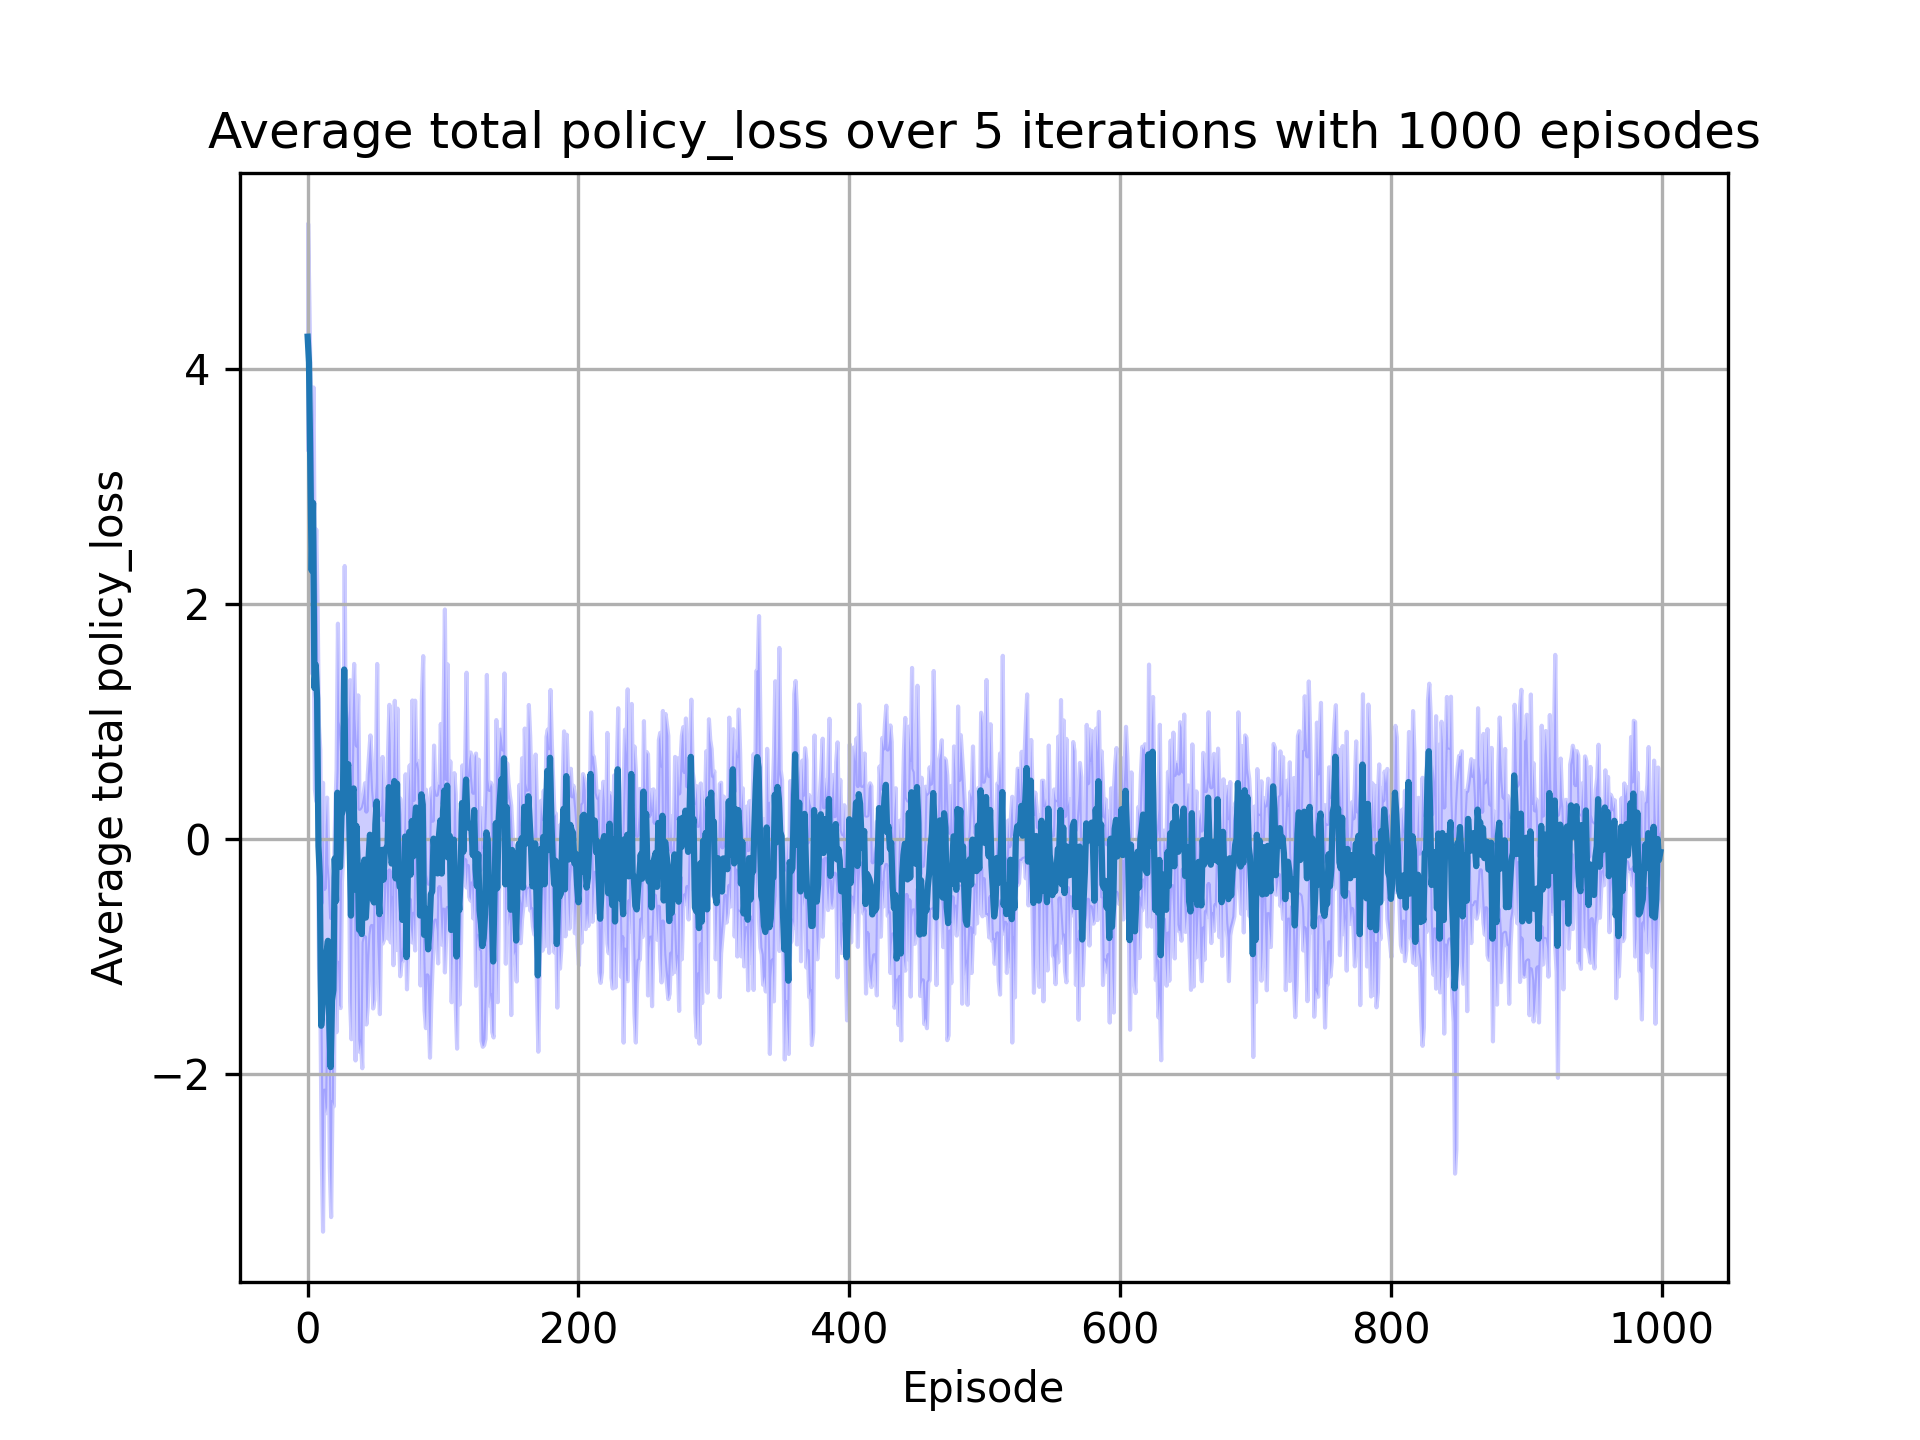 Average total policy_loss over 5 iterations with 1000 episodes
Average total policy_loss
4
2
0
−2
0 200 400 600 800 1000
Episode